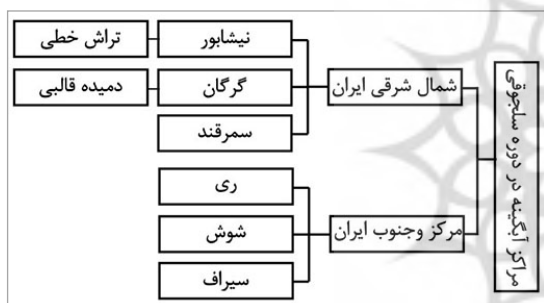 مراکز آبگینه در دوره سلجوقی
شمال شرقی ایران
نیشابور
تراش خطی
گرگان
دمیده قالبی
سمرقند
مرکز وجنوب ایران
ری
شوش
سیراف